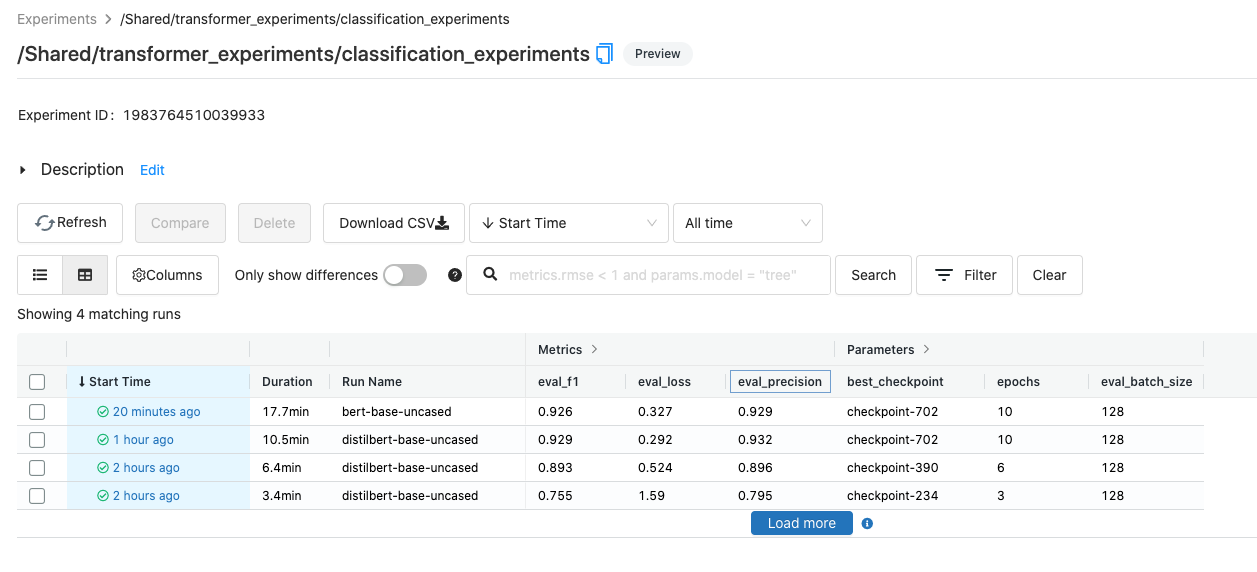 Experiments > /Shared/transformer_experiments/classification_experiments
/Shared/transformer_experiments/classification_experiments Preview
Experiment ID: 1983764510039933
Description Edit
Refresh Compare Delete Download CSV ↓ Start Time All time
Columns Only show differences ? metrics.rmse < 1 and params.model = "tree" Search Filter Clear
Showing 4 matching runs
Metrics > Parameters >
↓ Start Time Duration Run Name eval_f1 eval_loss eval_precision best_checkpoint epochs eval_batch_size
20 minutes ago 17.7min bert-base-uncased 0.926 0.327 0.929 checkpoint-702 10 128
1 hour ago 10.5min distilbert-base-uncased 0.929 0.292 0.932 checkpoint-702 10 128
2 hours ago 6.4min distilbert-base-uncased 0.893 0.524 0.896 checkpoint-390 6 128
2 hours ago 3.4min distilbert-base-uncased 0.755 1.59 0.795 checkpoint-234 3 128
Load more i